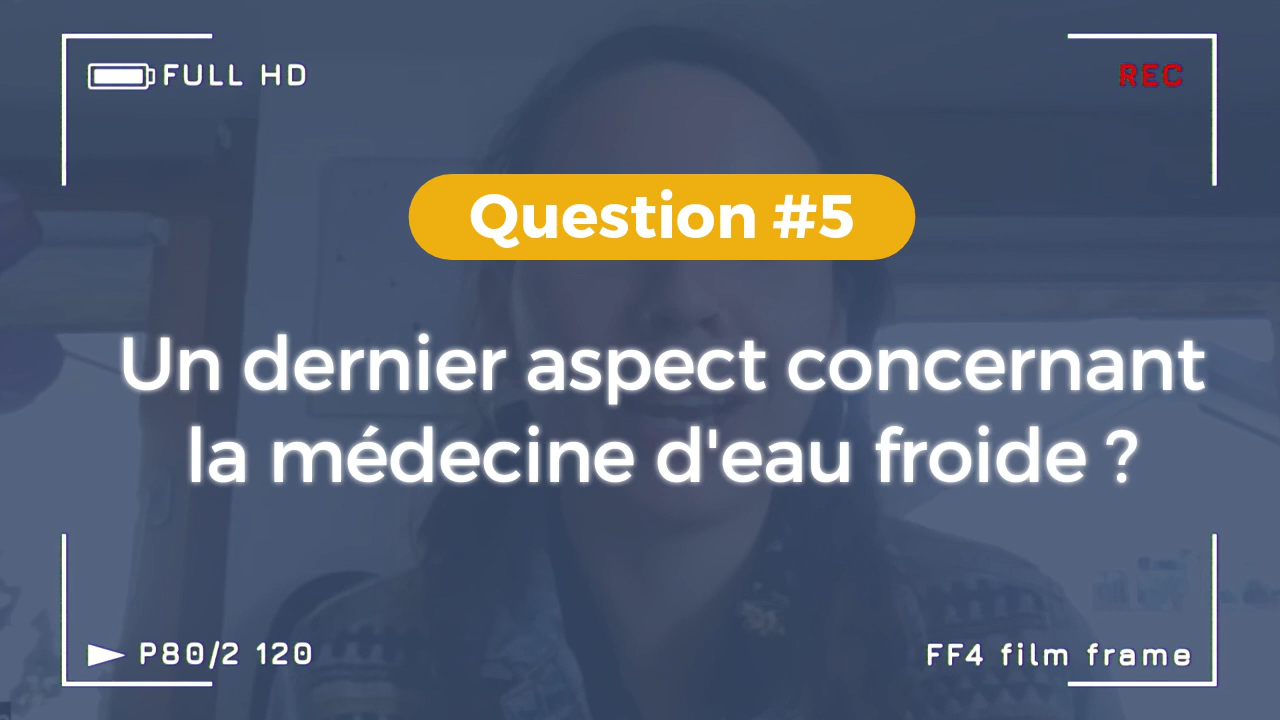 FULL HD
REC
Question #5
Un dernier aspect concernant
la médecine d'eau froide ?
P80/2 120
FF4 film frame